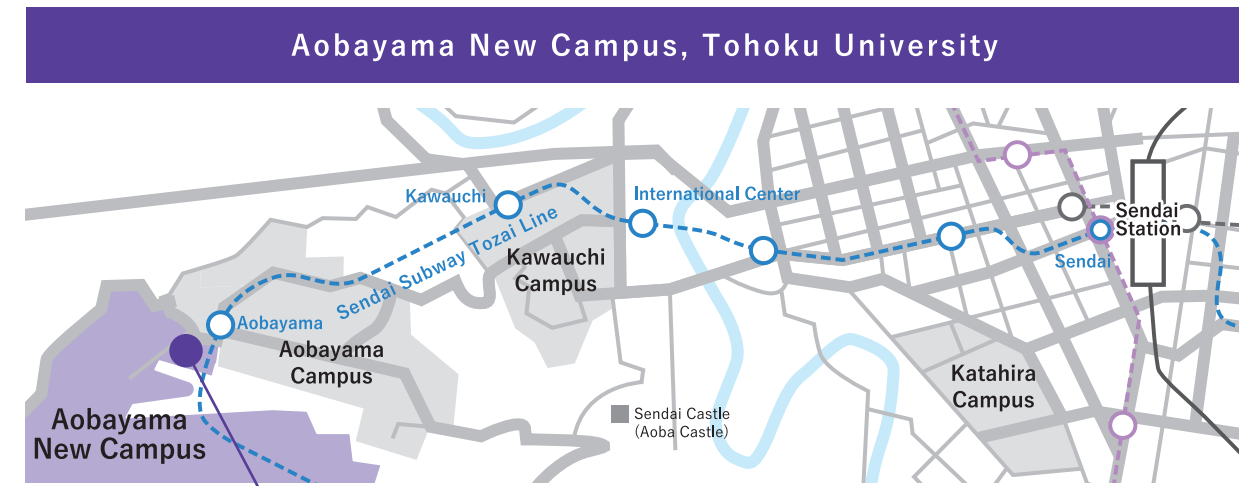 Aobayama New Campus, Tohoku University
Kawauchi
International Center
Sendai
Station
Sendai Subway Tozai Line
Kawauchi
Campus
Sendai
Aobayama
Aobayama
Campus
Katahira
Campus
Sendai Castle
(Aoba Castle)
Aobayama
New Campus